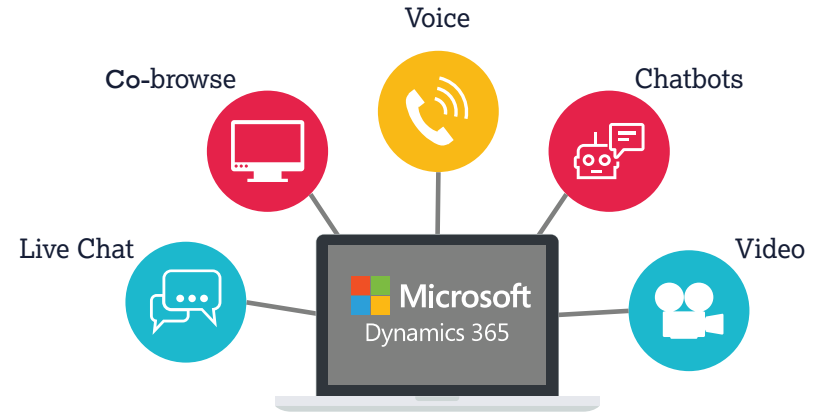 Voice
Co-browse
Chatbots
Live Chat
Video
Microsoft
Dynamics 365